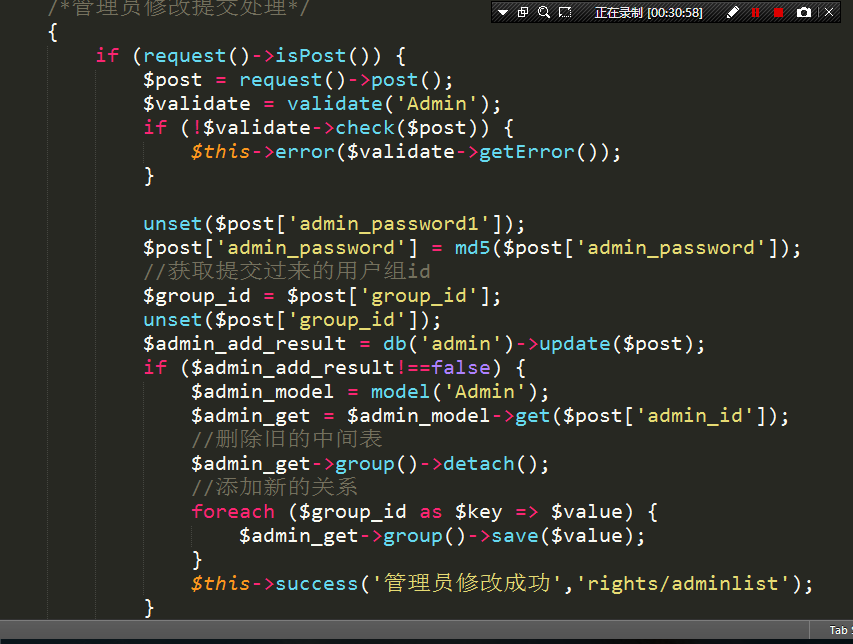 /*管理员修改提交处理*/
正在录制 [00:30:58]
{
if (request()->isPost()) {
$post = request()->post();
$validate = validate('Admin');
if (!$validate->check($post)) {
$this->error($validate->getError());
}
unset($post['admin_password1']);
$post['admin_password'] = md5($post['admin_password']);
//获取提交过来的用户组id
$group_id = $post['group_id'];
unset($post['group_id']);
$admin_add_result = db('admin')->update($post);
if ($admin_add_result!==false) {
$admin_model = model('Admin');
$admin_get = $admin_model->get($post['admin_id']);
//删除旧的中间表
$admin_get->group()->detach();
//添加新的关系
foreach ($group_id as $key => $value) {
$admin_get->group()->save($value);
}
$this->success('管理员修改成功','rights/adminlist');
}
Tab